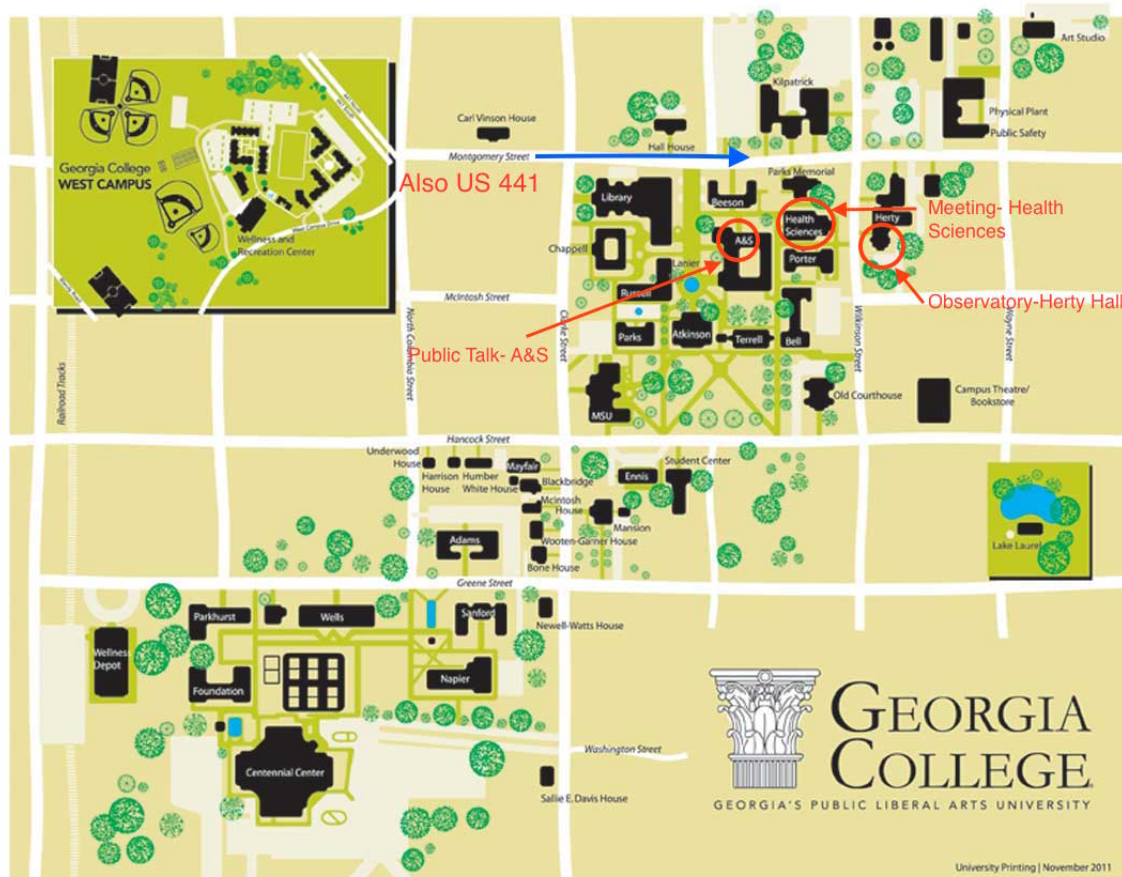 Art Studio
Kilpatrick
Physical Plant
Public Safety
Carl Vinson House
Hall House
Montgomery Street
Also US 441
Georgia College
WEST CAMPUS
Wellness and
Recreation Center
West Campus Drive
Library
Beeson
Parks Memorial
Health
Sciences
Herty
Meeting- Health
Sciences
A&S
Chappell
Lanier
Porter
McIntosh Street
Russell
Observatory-Herty Hall
Parks
Atkinson
Terrell
Bell
Public Talk- A&S
North Columbia Street
Clarke Street
Wilkinson Street
Wayne Street
Railroad Tracks
MSU
Old Courthouse
Campus Theatre/
Bookstore
Hancock Street
Underwood
House
Harrison
House
Humber
White House
Mayfair
Blackbridge
McIntosh
House
Ennis
Student Center
Mansion
Wooten-Garner House
Adams
Bone House
Lake Laurel
Greene Street
Parkhurst
Wells
Sanford
Newell-Watts House
Wellness
Depot
Foundation
Napier
Washington Street
Centennial Center
Sallie E. Davis House
GEORGIA
COLLEGE
GEORGIA'S PUBLIC LIBERAL ARTS UNIVERSITY
University Printing | November 2011